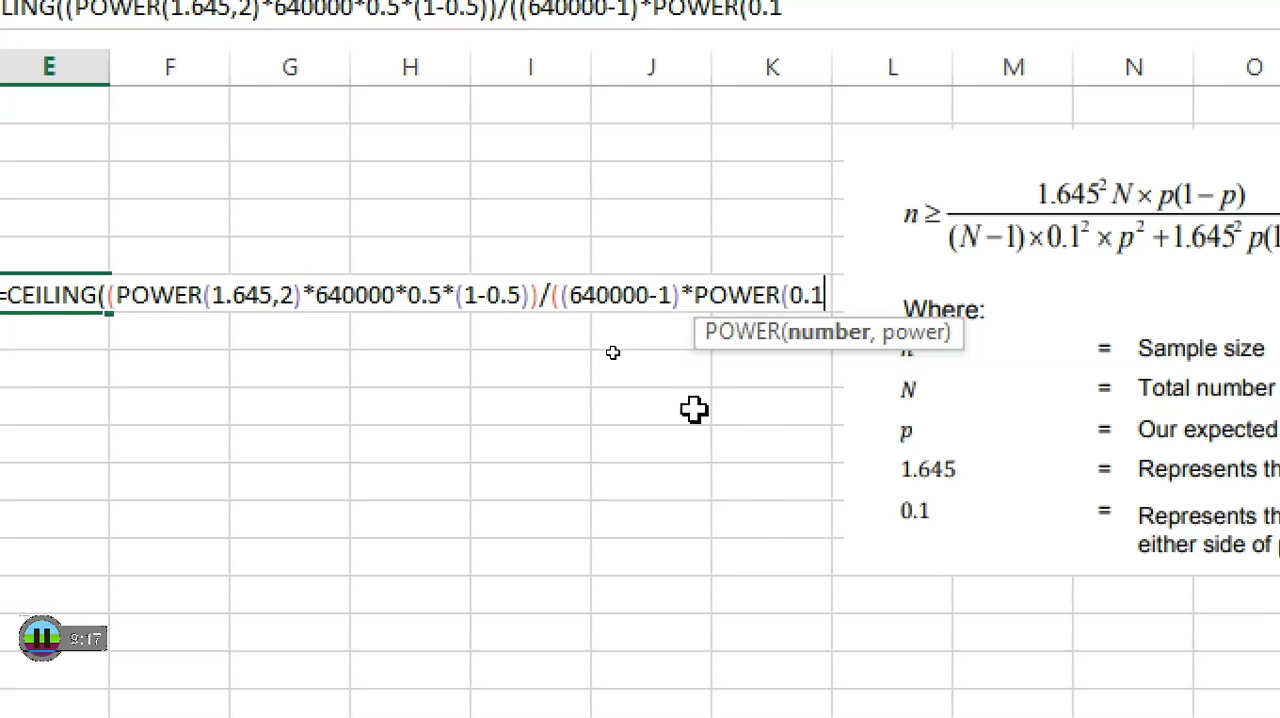 LING((POWER(1.645,2)*640000*0.5*(1-0.5))/((640000-1)*POWER(0.1
E F G H I J K L M N O
n ≥ 1.645² N × p(1 − p)
(N −1)×0.1² × p² +1.645² p(1
=CEILING((POWER(1.645,2)*640000*0.5*(1-0.5))/((640000-1)*POWER(0.1
Where:
POWER(number, power)
= Sample size
N = Total number
p = Our expected
1.645 = Represents th
0.1 = Represents th
either side of p
9:17